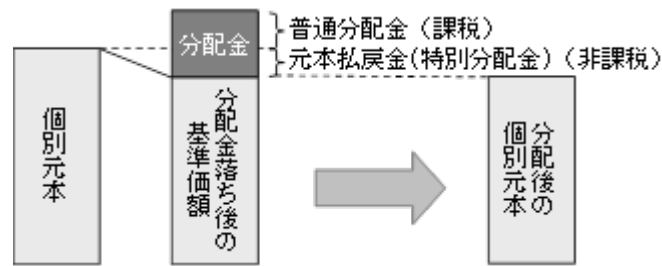 分配金
普通分配金（課税）
元本払戻金(特別分配金)（非課税）
個別元本
分配金落ち後の
基準価額
分配後の
個別元本